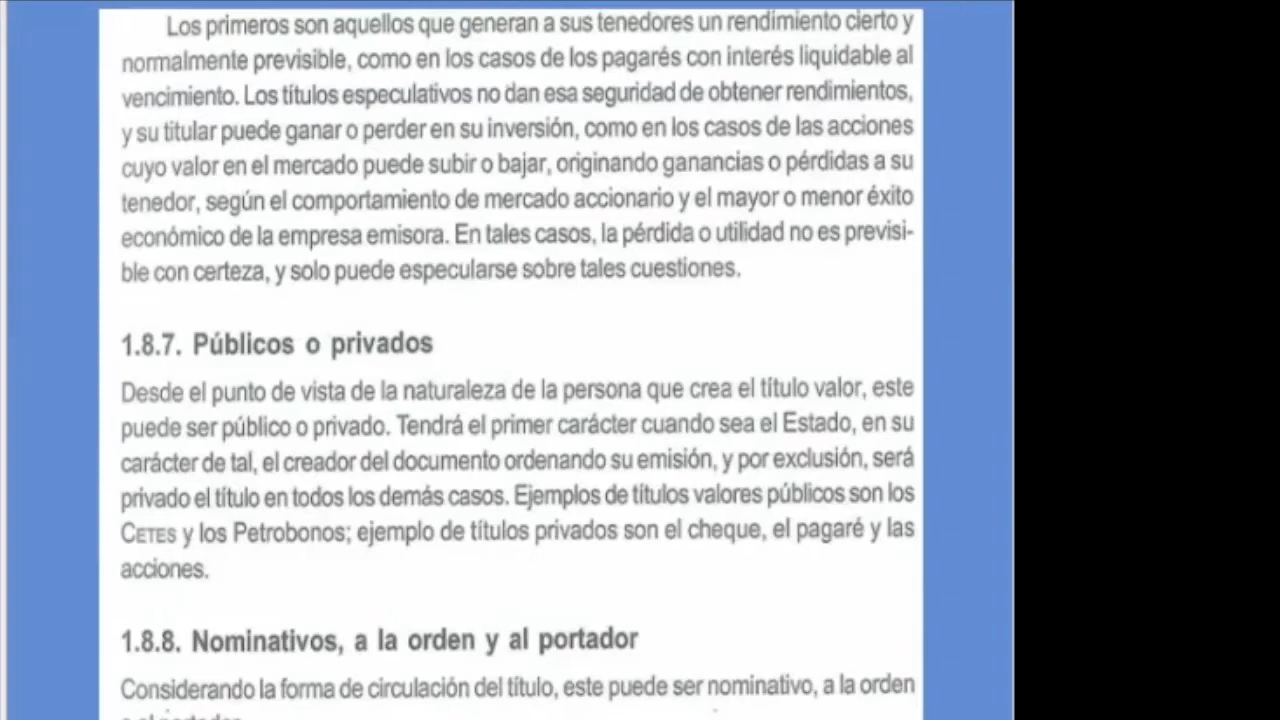 Los primeros son aquellos que generan a sus tenedores un rendimiento cierto y
normalmente previsible, como en los casos de los pagarés con interés liquidable al
vencimiento. Los títulos especulativos no dan esa seguridad de obtener rendimientos,
y su titular puede ganar o perder en su inversión, como en los casos de las acciones
cuyo valor en el mercado puede subir o bajar, originando ganancias o pérdidas a su
tenedor, según el comportamiento de mercado accionario y el mayor o menor éxito
económico de la empresa emisora. En tales casos, la pérdida o utilidad no es previsi-
ble con certeza, y solo puede especularse sobre tales cuestiones.
1.8.7. Públicos o privados
Desde el punto de vista de la naturaleza de la persona que crea el título valor, este
puede ser público o privado. Tendrá el primer carácter cuando sea el Estado, en su
carácter de tal, el creador del documento ordenando su emisión, y por exclusión, será
privado el título en todos los demás casos. Ejemplos de títulos valores públicos son los
CETES y los Petrobonos; ejemplo de títulos privados son el cheque, el pagaré y las
acciones.
1.8.8. Nominativos, a la orden y al portador
Considerando la forma de circulación del título, este puede ser nominativo, a la orden